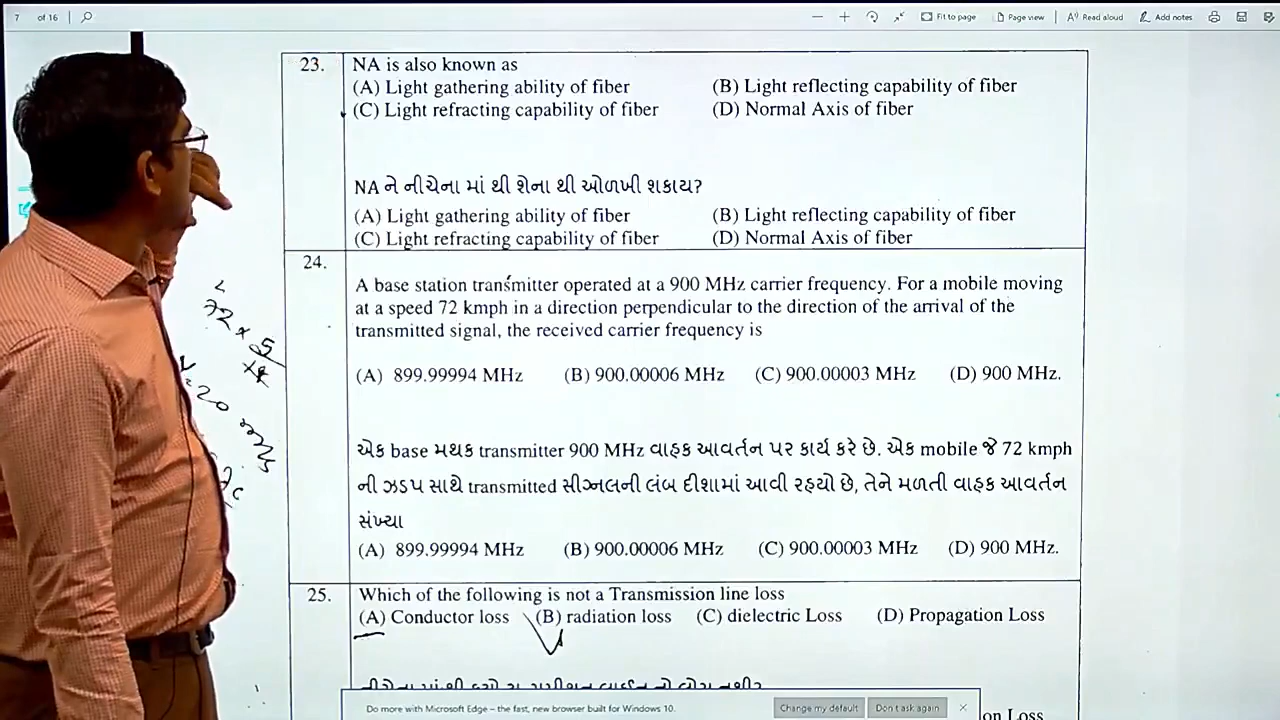 7 of 16
Fit to page
Page view
Read aloud
Add notes
23. NA is also known as
(A) Light gathering ability of fiber (B) Light reflecting capability of fiber
(C) Light refracting capability of fiber (D) Normal Axis of fiber
NA ને નીચેના માં થી શેના થી ઓળખી શકાય?
(A) Light gathering ability of fiber (B) Light reflecting capability of fiber
(C) Light refracting capability of fiber (D) Normal Axis of fiber
24.
A base station transmitter operated at a 900 MHz carrier frequency. For a mobile moving
at a speed 72 kmph in a direction perpendicular to the direction of the arrival of the
transmitted signal, the received carrier frequency is
(A) 899.99994 MHz (B) 900.00006 MHz (C) 900.00003 MHz (D) 900 MHz.
એક base મથક transmitter 900 MHz વાહક આવર્તન પર કાર્ય કરે છે. એક mobile જે 72 kmph
ની ઝડપ સાથે transmitted સીગ્નલની લંબ દીશામાં આવી રહયો છે, તેને મળતી વાહક આવર્તન
સંખ્યા
(A) 899.99994 MHz (B) 900.00006 MHz (C) 900.00003 MHz (D) 900 MHz.
25. Which of the following is not a Transmission line loss
(A) Conductor loss (B) radiation loss (C) dielectric Loss (D) Propagation Loss
72 × 5
20
Do more with Microsoft Edge – the fast, new browser built for Windows 10.
Change my default
Don't ask again
on Loss